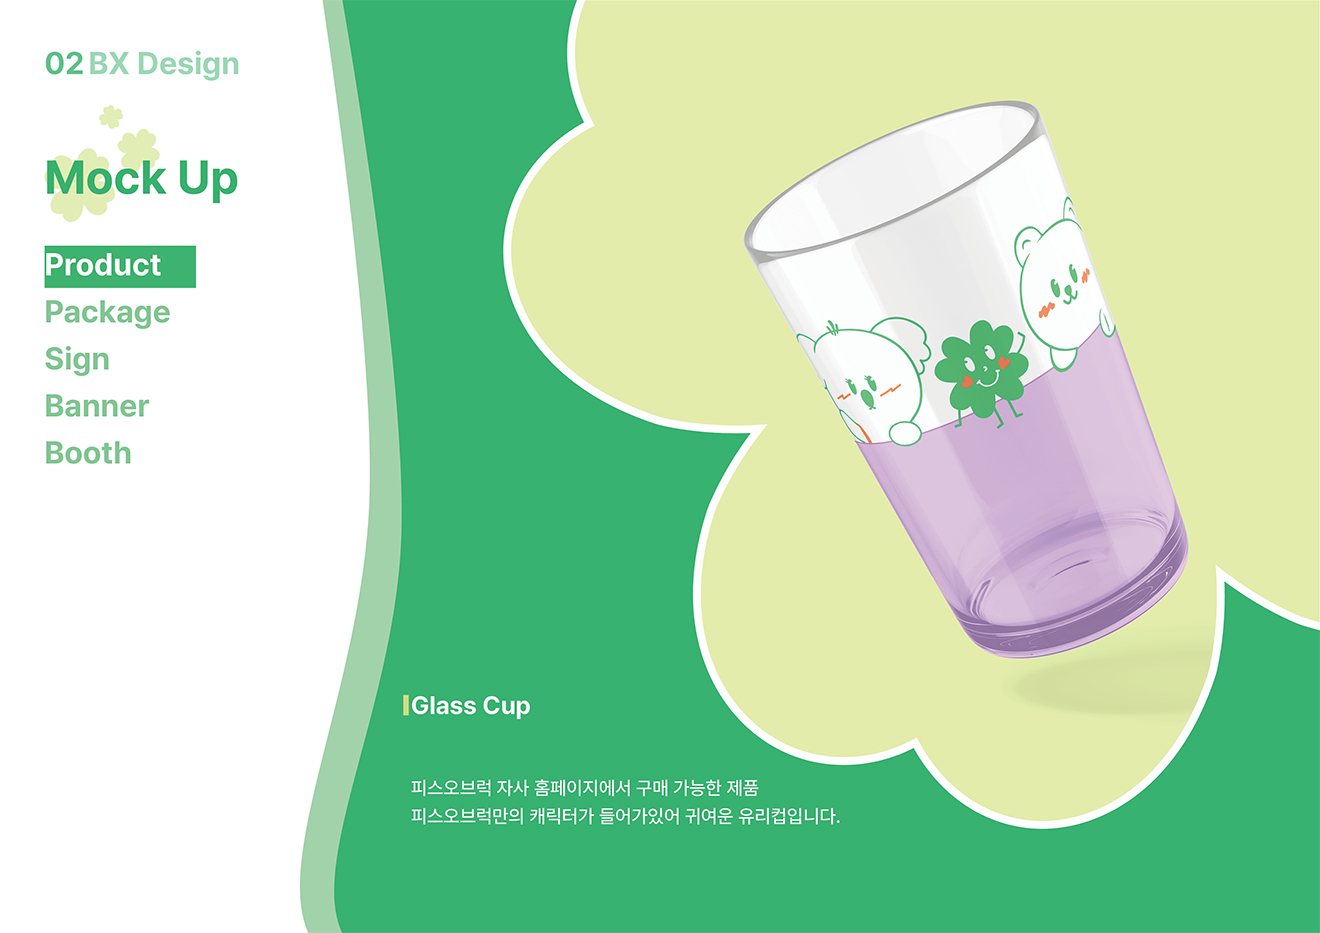 02 BX Design
Mock Up
Product
Package
Sign
Banner
Booth
Glass Cup
피스오브럭 자사 홈페이지에서 구매 가능한 제품
피스오브럭만의 캐릭터가 들어가있어 귀여운 유리컵입니다.